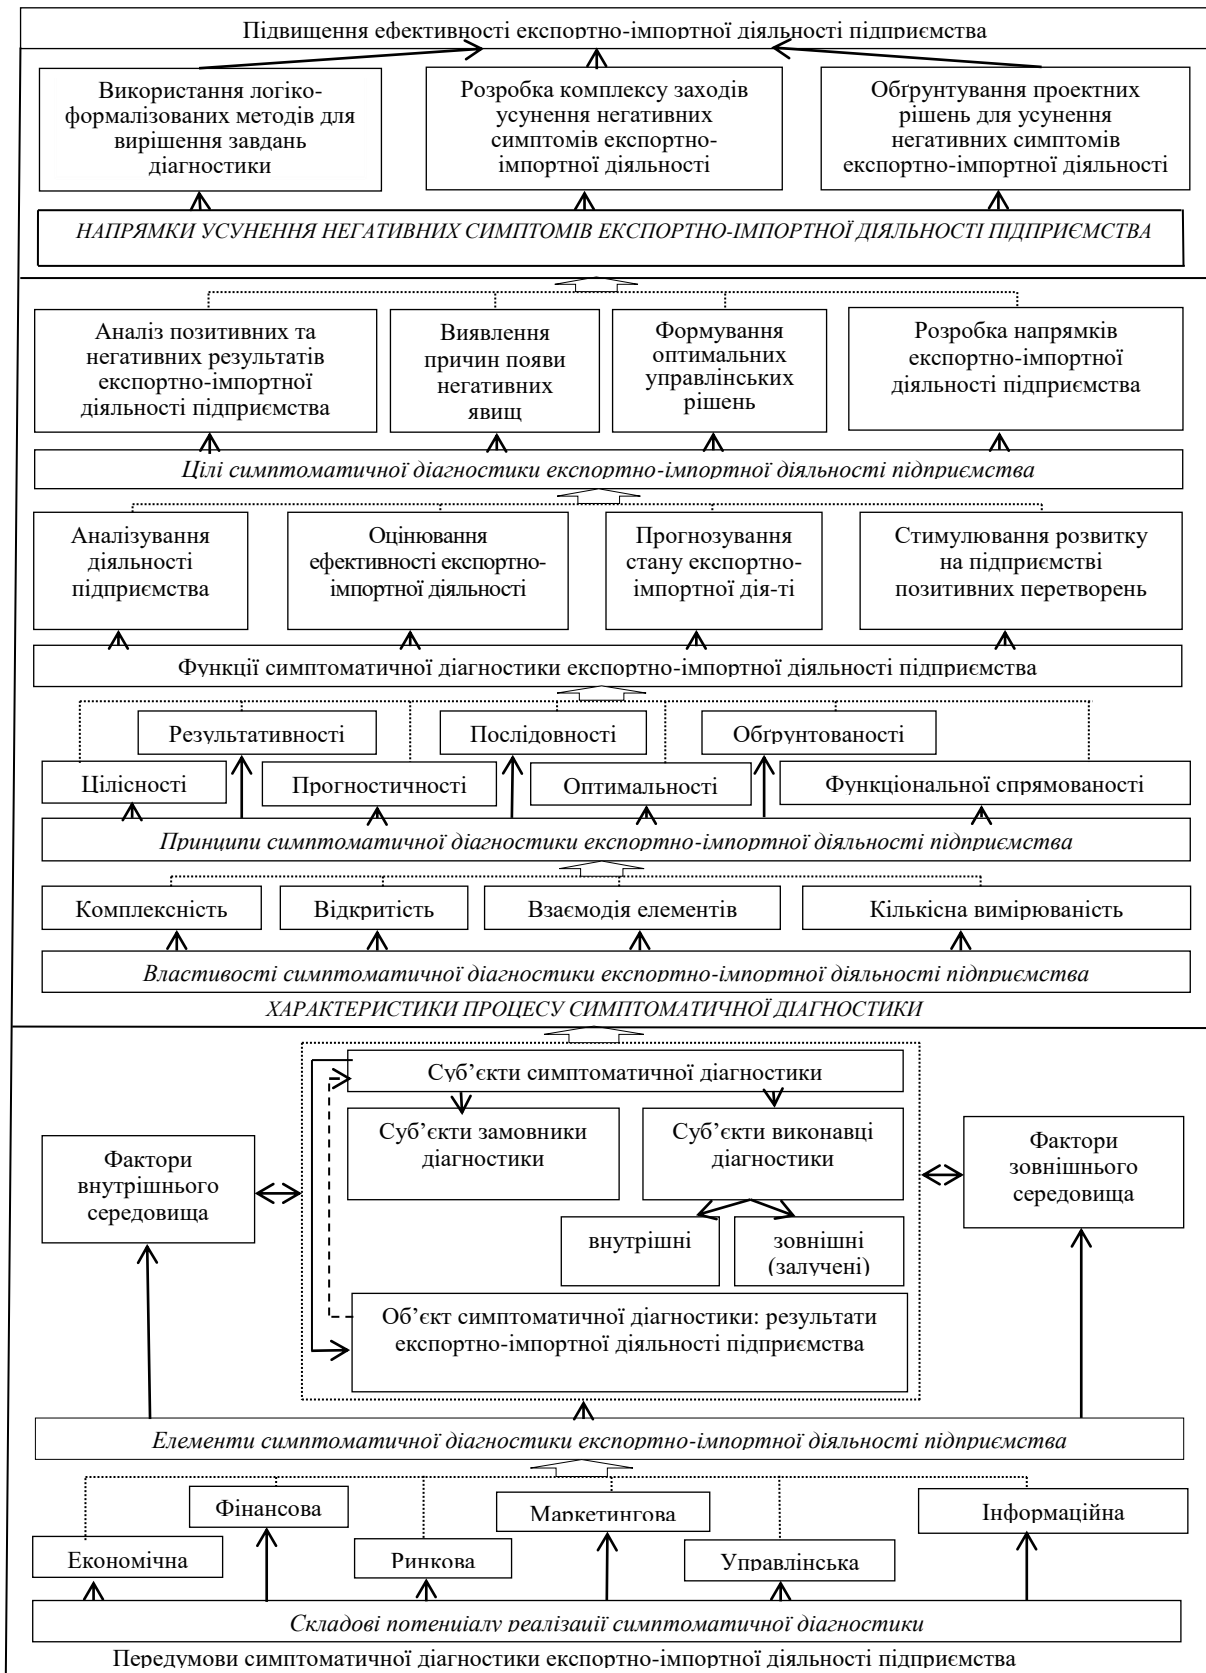 Підвищення ефективності експортно-імпортної діяльності підприємства
Використання логіко-
формалізованих методів для
вирішення завдань
діагностики
Розробка комплексу заходів
усунення негативних
симптомів експортно-
імпортної діяльності
Обґрунтування проектних
рішень для усунення
негативних симптомів
експортно-імпортної діяльності
НАПРЯМКИ УСУНЕННЯ НЕГАТИВНИХ СИМПТОМІВ ЕКСПОРТНО-ІМПОРТНОЇ ДІЯЛЬНОСТІ ПІДПРИЄМСТВА
Аналіз позитивних та
негативних результатів
експортно-імпортної
діяльності підприємства
Виявлення
причин появи
негативних
явищ
Формування
оптимальних
управлінських
рішень
Розробка напрямків
експортно-імпортної
діяльності підприємства
Цілі симптоматичної діагностики експортно-імпортної діяльності підприємства
Аналізування
діяльності
підприємства
Оцінювання
ефективності експортно-
імпортної діяльності
Прогнозування
стану експортно-
імпортної дія-ті
Стимулювання розвитку
на підприємстві
позитивних перетворень
Функції симптоматичної діагностики експортно-імпортної діяльності підприємства
Результативності
Послідовності
Обґрунтованості
Цілісності
Прогностичності
Оптимальності
Функціональної спрямованості
Принципи симптоматичної діагностики експортно-імпортної діяльності підприємства
Комплексність
Відкритість
Взаємодія елементів
Кількісна вимірюваність
Властивості симптоматичної діагностики експортно-імпортної діяльності підприємства
ХАРАКТЕРИСТИКИ ПРОЦЕСУ СИМПТОМАТИЧНОЇ ДІАГНОСТИКИ
Суб’єкти симптоматичної діагностики
Суб’єкти замовники
діагностики
Суб’єкти виконавці
діагностики
Фактори
внутрішнього
середовища
Фактори
зовнішнього
середовища
внутрішні
зовнішні
(залучені)
Об’єкт симптоматичної діагностики: результати
експортно-імпортної діяльності підприємства
Елементи симптоматичної діагностики експортно-імпортної діяльності підприємства
Фінансова
Маркетингова
Інформаційна
Економічна
Ринкова
Управлінська
Складові потенціалу реалізації симптоматичної діагностики
Передумови симптоматичної діагностики експортно-імпортної діяльності підприємства